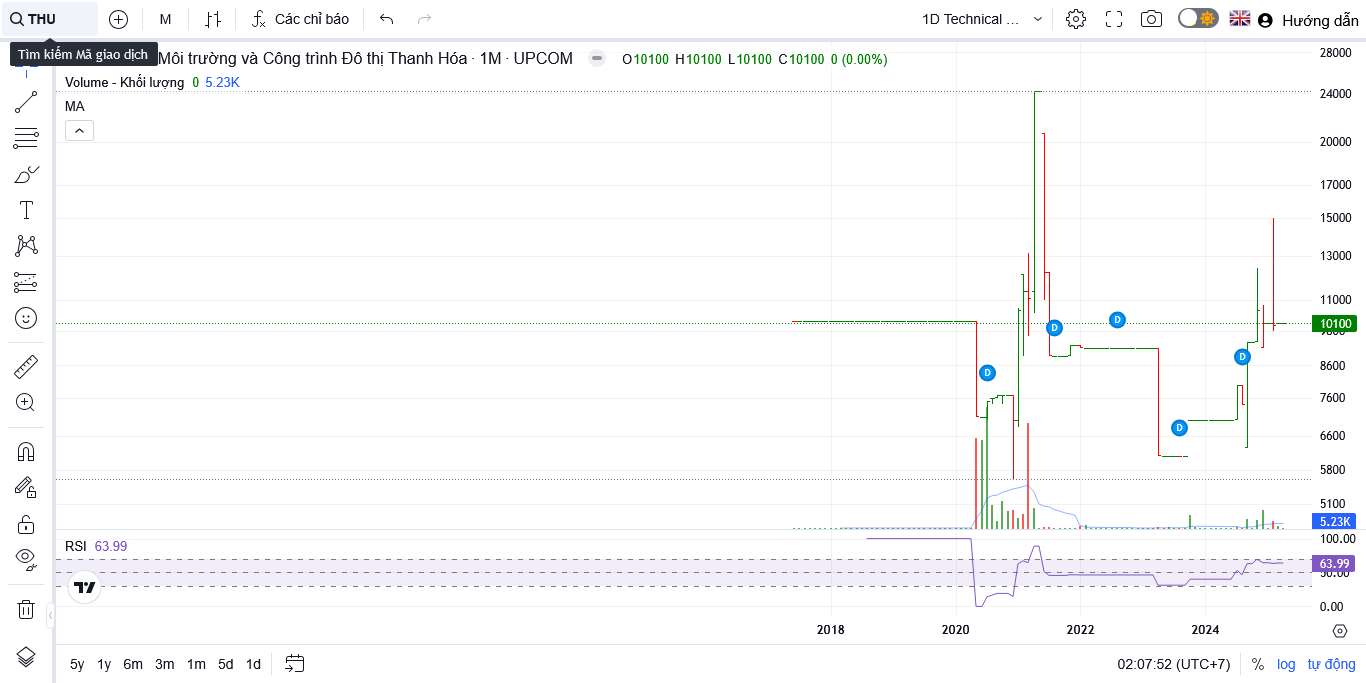 THU M Các chỉ báo 1D Technical ... Hướng dẫn
Tìm kiếm Mã giao dịch
Môi trường và Công trình Đô thị Thanh Hóa · 1M · UPCOM O10100 H10100 L10100 C10100 0 (0.00%)
Volume - Khối lượng 0 5.23K
MA
28000
24000
20000
17000
15000
13000
11000
10100
8600
7600
6600
5800
5100
5.23K
D
D
D
D
D
RSI 63.99
100.00
63.99
50.00
0.00
2018 2020 2022 2024
5y 1y 6m 3m 1m 5d 1d 02:07:52 (UTC+7) % log tự động